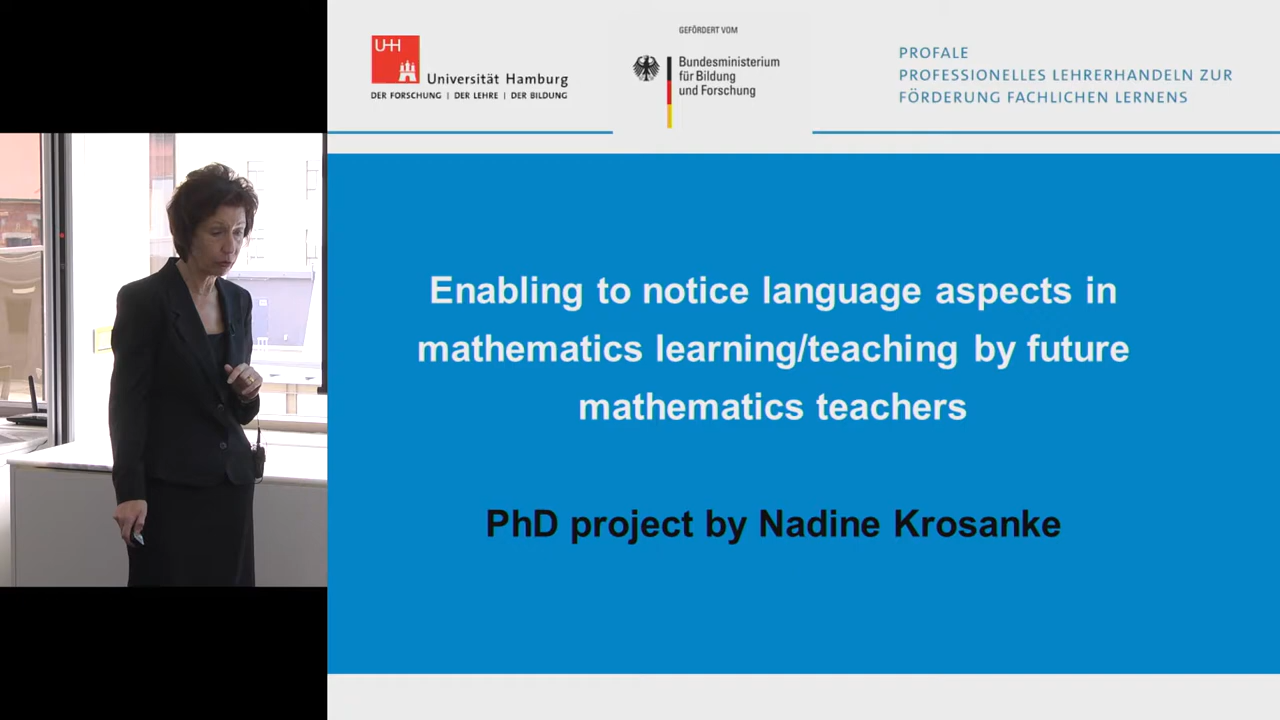 UHH
Universität Hamburg
DER FORSCHUNG | DER LEHRE | DER BILDUNG
GEFÖRDERT VOM
Bundesministerium
für Bildung
und Forschung
PROFALE
PROFESSIONELLES LEHRERHANDELN ZUR
FÖRDERUNG FACHLICHEN LERNENS
Enabling to notice language aspects in
mathematics learning/teaching by future
mathematics teachers
PhD project by Nadine Krosanke